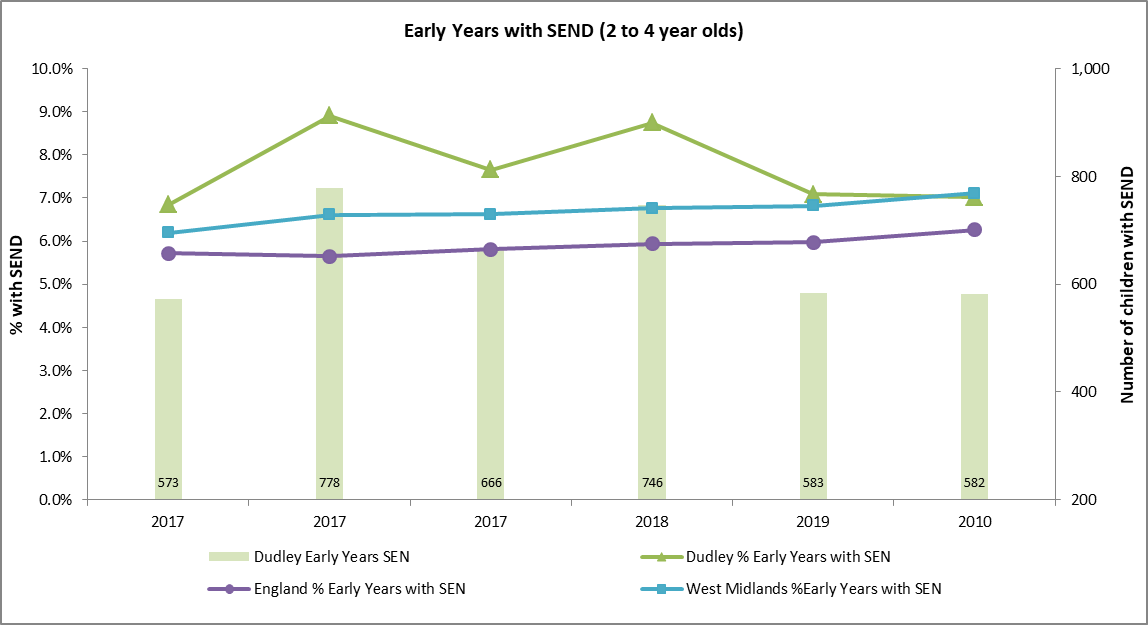 Early Years with SEND (2 to 4 year olds)
10.0%
9.0%
8.0%
7.0%
6.0%
5.0%
4.0%
3.0%
2.0%
1.0%
0.0%
% with SEND
1,000
800
600
400
200
Number of children with SEND
573 778 666 746 583 582
2017 2017 2017 2018 2019 2010
Dudley Early Years SEN Dudley % Early Years with SEN
England % Early Years with SEN West Midlands %Early Years with SEN